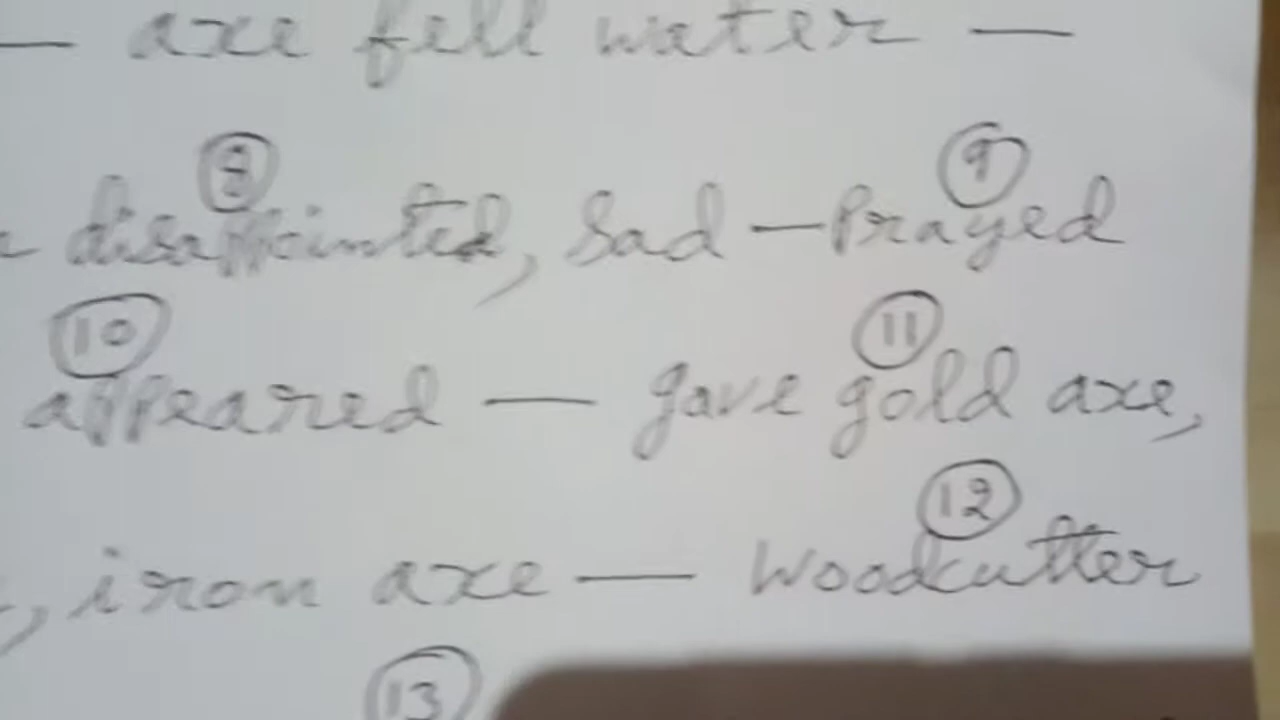 — axe fell water —
⑧ ⑨
disappointed, Sad — Prayed
⑩ ⑪
appeared — gave gold axe,
⑫
, iron axe — Woodcutter
⑬